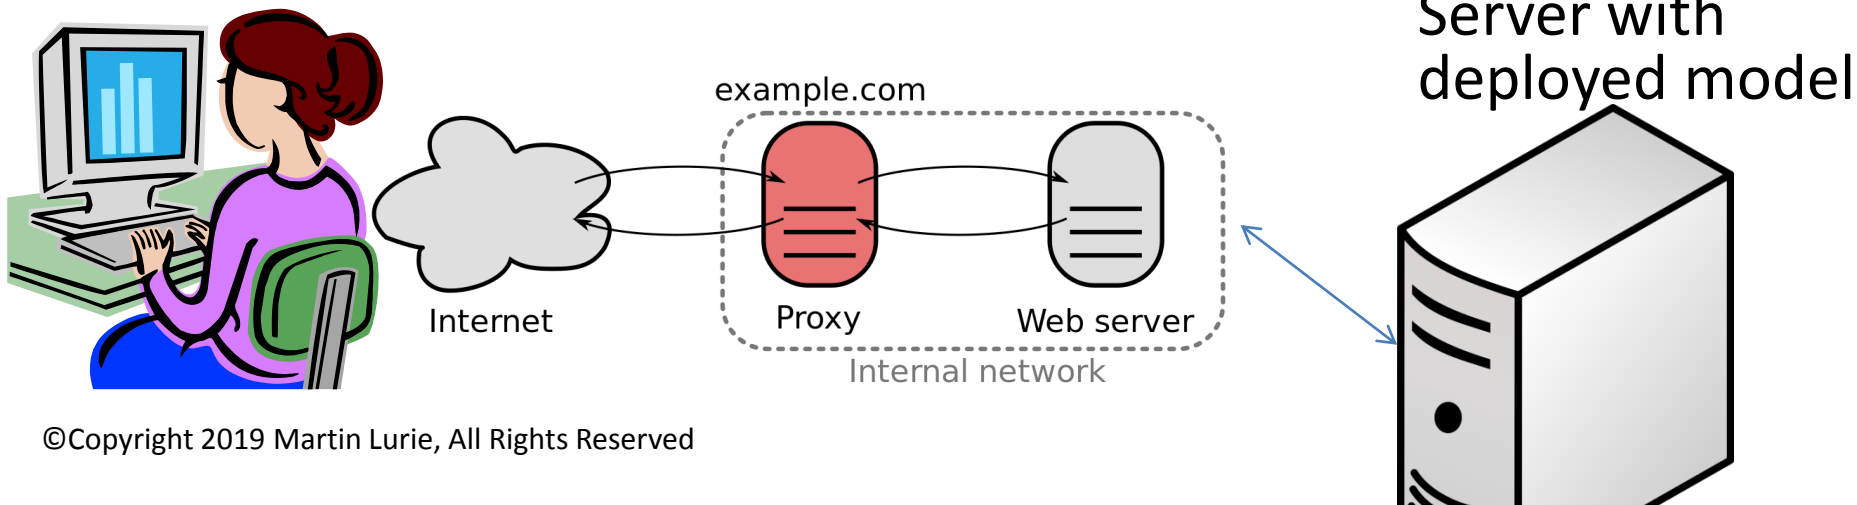 Server with
deployed model
example.com
Internet
Proxy
Web server
Internal network
©Copyright 2019 Martin Lurie, All Rights Reserved